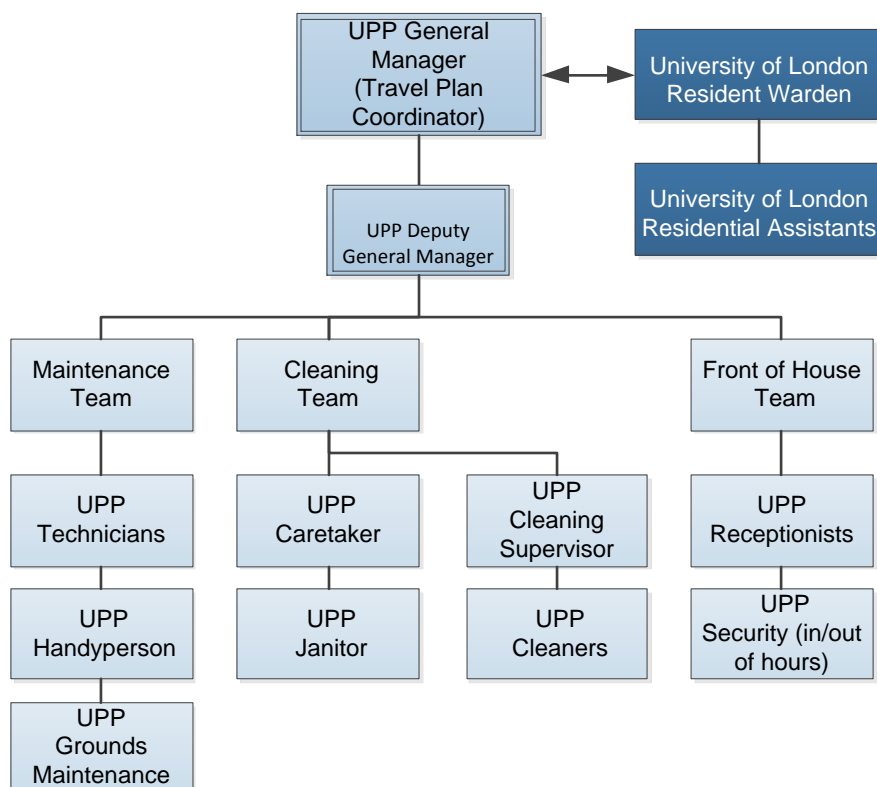 UPP General
Manager
(Travel Plan
Coordinator)
University of London
Resident Warden
University of London
Residential Assistants
UPP Deputy
General Manager
Maintenance
Team
Cleaning
Team
Front of House
Team
UPP
Technicians
UPP
Caretaker
UPP
Cleaning
Supervisor
UPP
Receptionists
UPP
Handyperson
UPP
Janitor
UPP
Cleaners
UPP
Security (in/out
of hours)
UPP
Grounds
Maintenance